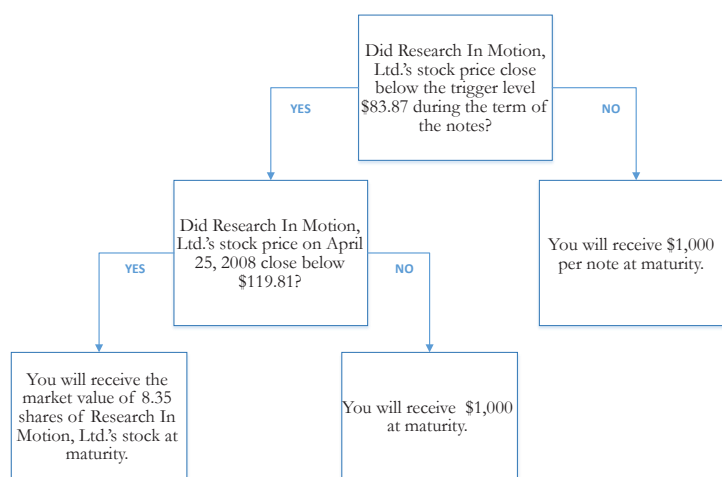 Did Research In Motion,
Ltd.'s stock price close
below the trigger level
$83.87 during the term of
the notes?
YES
NO
Did Research In Motion,
Ltd.'s stock price on April
25, 2008 close below
$119.81?
You will receive $1,000
per note at maturity.
YES
NO
You will receive the
market value of 8.35
shares of Research In
Motion, Ltd.'s stock at
maturity.
You will receive $1,000
at maturity.